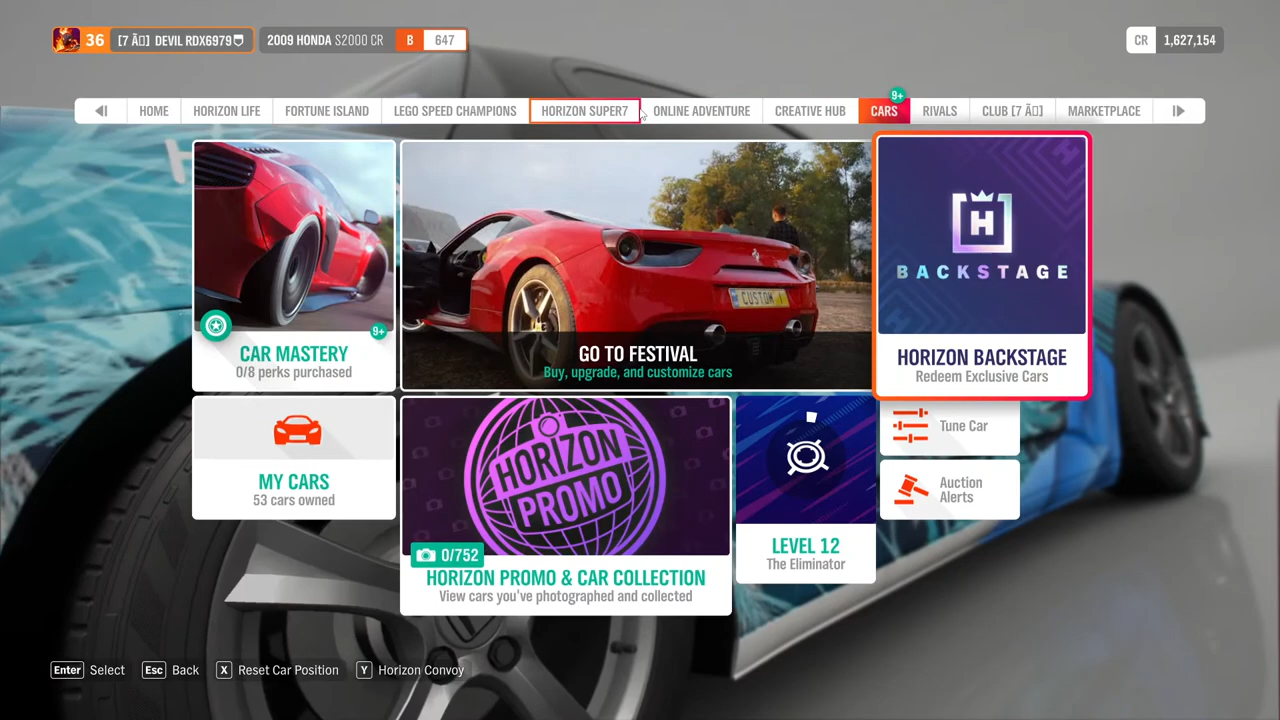 36 [7 Ã▯] DEVIL RDX6979 2009 HONDA S2000 CR B 647 CR 1,627,154
9+
HOME HORIZON LIFE FORTUNE ISLAND LEGO SPEED CHAMPIONS HORIZON SUPER7 ONLINE ADVENTURE CREATIVE HUB CARS RIVALS CLUB [7 Ã▯] MARKETPLACE
CAR MASTERY
9+
0/8 perks purchased
CUSTOM 1
GO TO FESTIVAL
Buy, upgrade, and customize cars
H
BACKSTAGE
HORIZON BACKSTAGE
Redeem Exclusive Cars
MY CARS
53 cars owned
HORIZON
PROMO
0/752
HORIZON PROMO & CAR COLLECTION
View cars you've photographed and collected
LEVEL 12
The Eliminator
Tune Car
Auction
Alerts
Enter Select Esc Back X Reset Car Position Y Horizon Convoy